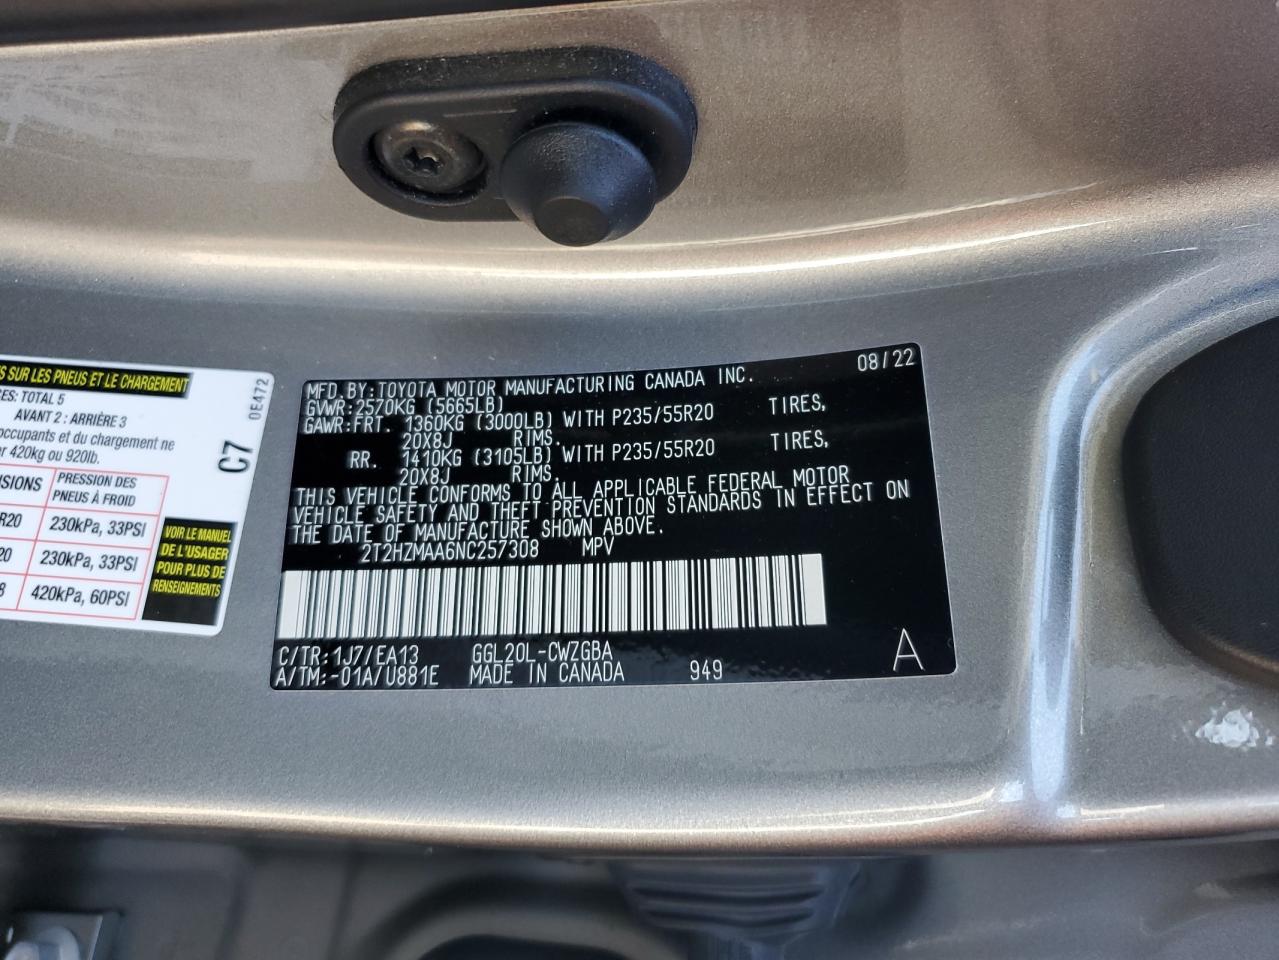 S SUR LES PNEUS ET LE CHARGEMENT
CES: TOTAL 5
AVANT 2 : ARRIÈRE 3
occupants et du chargement ne
er 420kg ou 920lb.
C7
0E472
NSIONS
PRESSION DES
PNEUS À FROID
R20
230kPa, 33PSI
20
230kPa, 33PSI
8
420kPa, 60PSI
VOIR LE MANUEL
DE L'USAGER
POUR PLUS DE
RENSEIGNEMENTS
MFD.BY:TOYOTA MOTOR MANUFACTURING CANADA INC. 08/22
GVWR:2570KG (5665LB)
GAWR:FRT. 1360KG (3000LB) WITH P235/55R20 TIRES,
20X8J RIMS.
RR. 1410KG (3105LB) WITH P235/55R20 TIRES,
20X8J RIMS.
THIS VEHICLE CONFORMS TO ALL APPLICABLE FEDERAL MOTOR
VEHICLE SAFETY AND THEFT PREVENTION STANDARDS IN EFFECT ON
THE DATE OF MANUFACTURE SHOWN ABOVE.
2T2HZMAA6NC257308 MPV
C/TR:1J7/EA13 GGL20L-CWZGBA
A/TM:-01A/U881E MADE IN CANADA 949 A